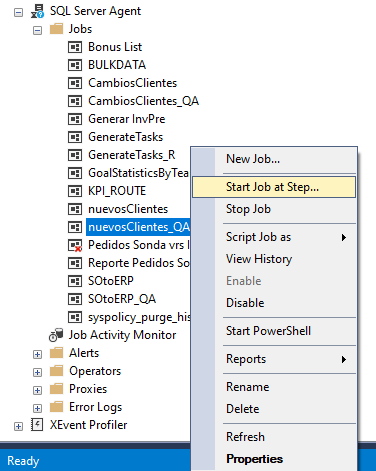 SQL Server Agent
Jobs
Bonus List
BULKDATA
CambiosClientes
CambiosClientes_QA
Generar InvPre
GenerateTasks
GenerateTasks_R
GoalStatisticsByTea
KPI_ROUTE
nuevosClientes
nuevosClientes_QA
Pedidos Sonda vrs I
Reporte Pedidos So
SOtoERP
SOtoERP_QA
syspolicy_purge_his
Job Activity Monitor
Alerts
Operators
Proxies
Error Logs
XEvent Profiler
New Job...
Start Job at Step...
Stop Job
Script Job as
View History
Enable
Disable
Start PowerShell
Reports
Rename
Delete
Refresh
Properties
Ready